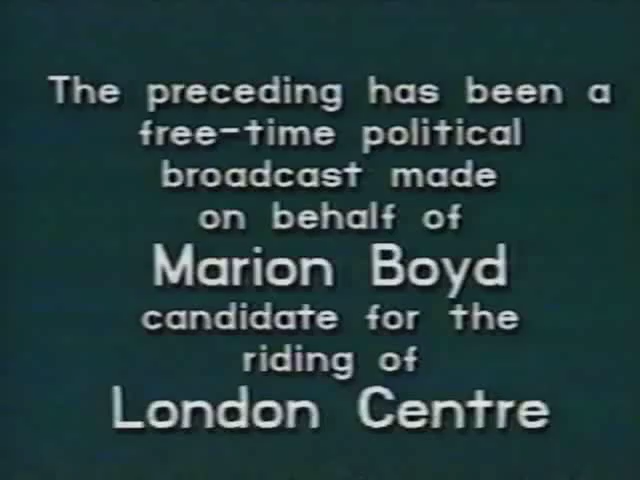 The preceding has been a
free-time political
broadcast made
on behalf of
Marion Boyd
candidate for the
riding of
London Centre